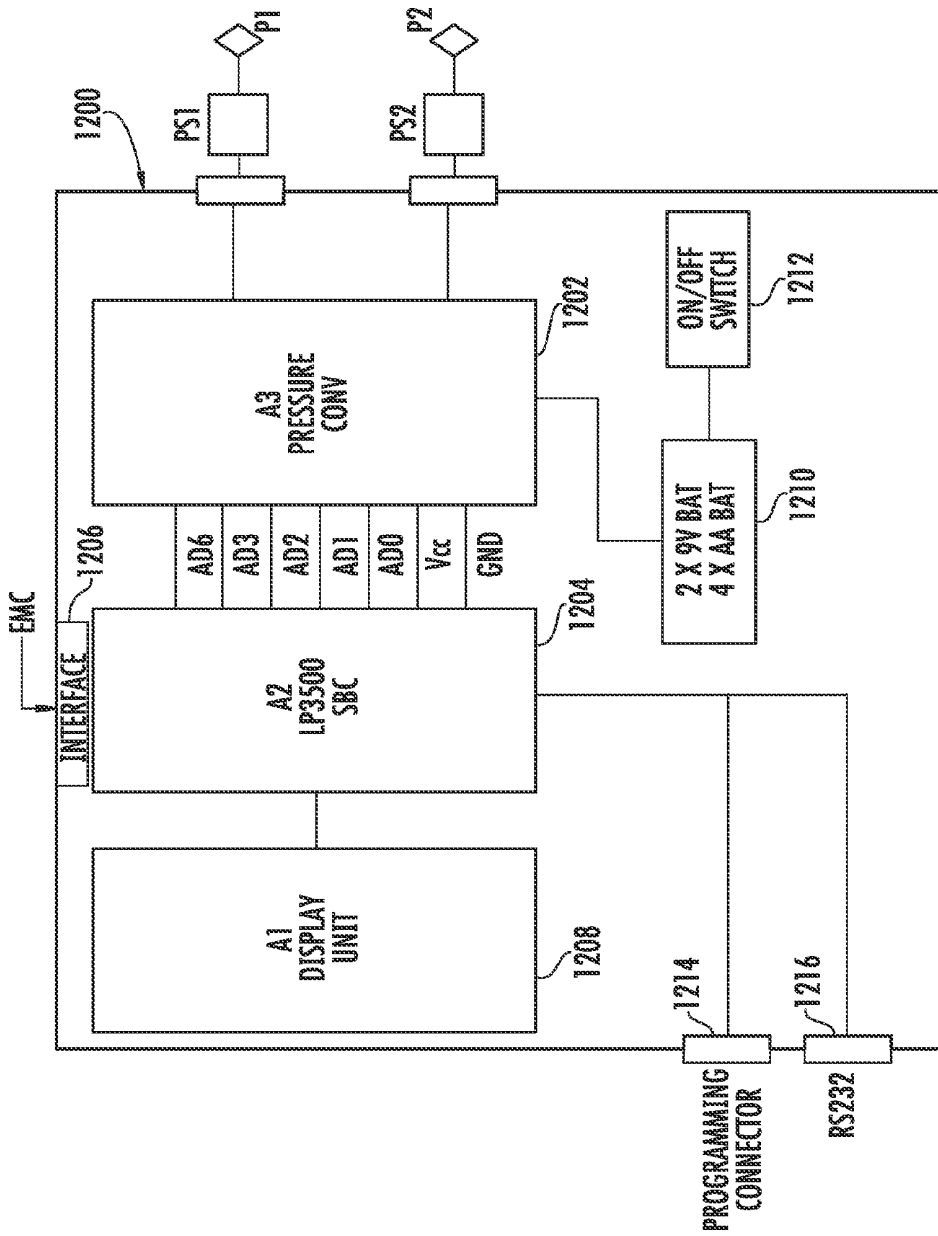 1200
EMC
INTERFACE
1206
PS1
P1
PS2
P2
A1
DISPLAY
UNIT
1208
A2
LP3500
SBC
1204
AD6
AD3
AD2
AD1
AD0
Vcc
GND
A3
PRESSURE
CONV
1202
2 X 9V BAT
4 X AA BAT
1210
ON/OFF
SWITCH
1212
PROGRAMMING
CONNECTOR
1214
RS232
1216